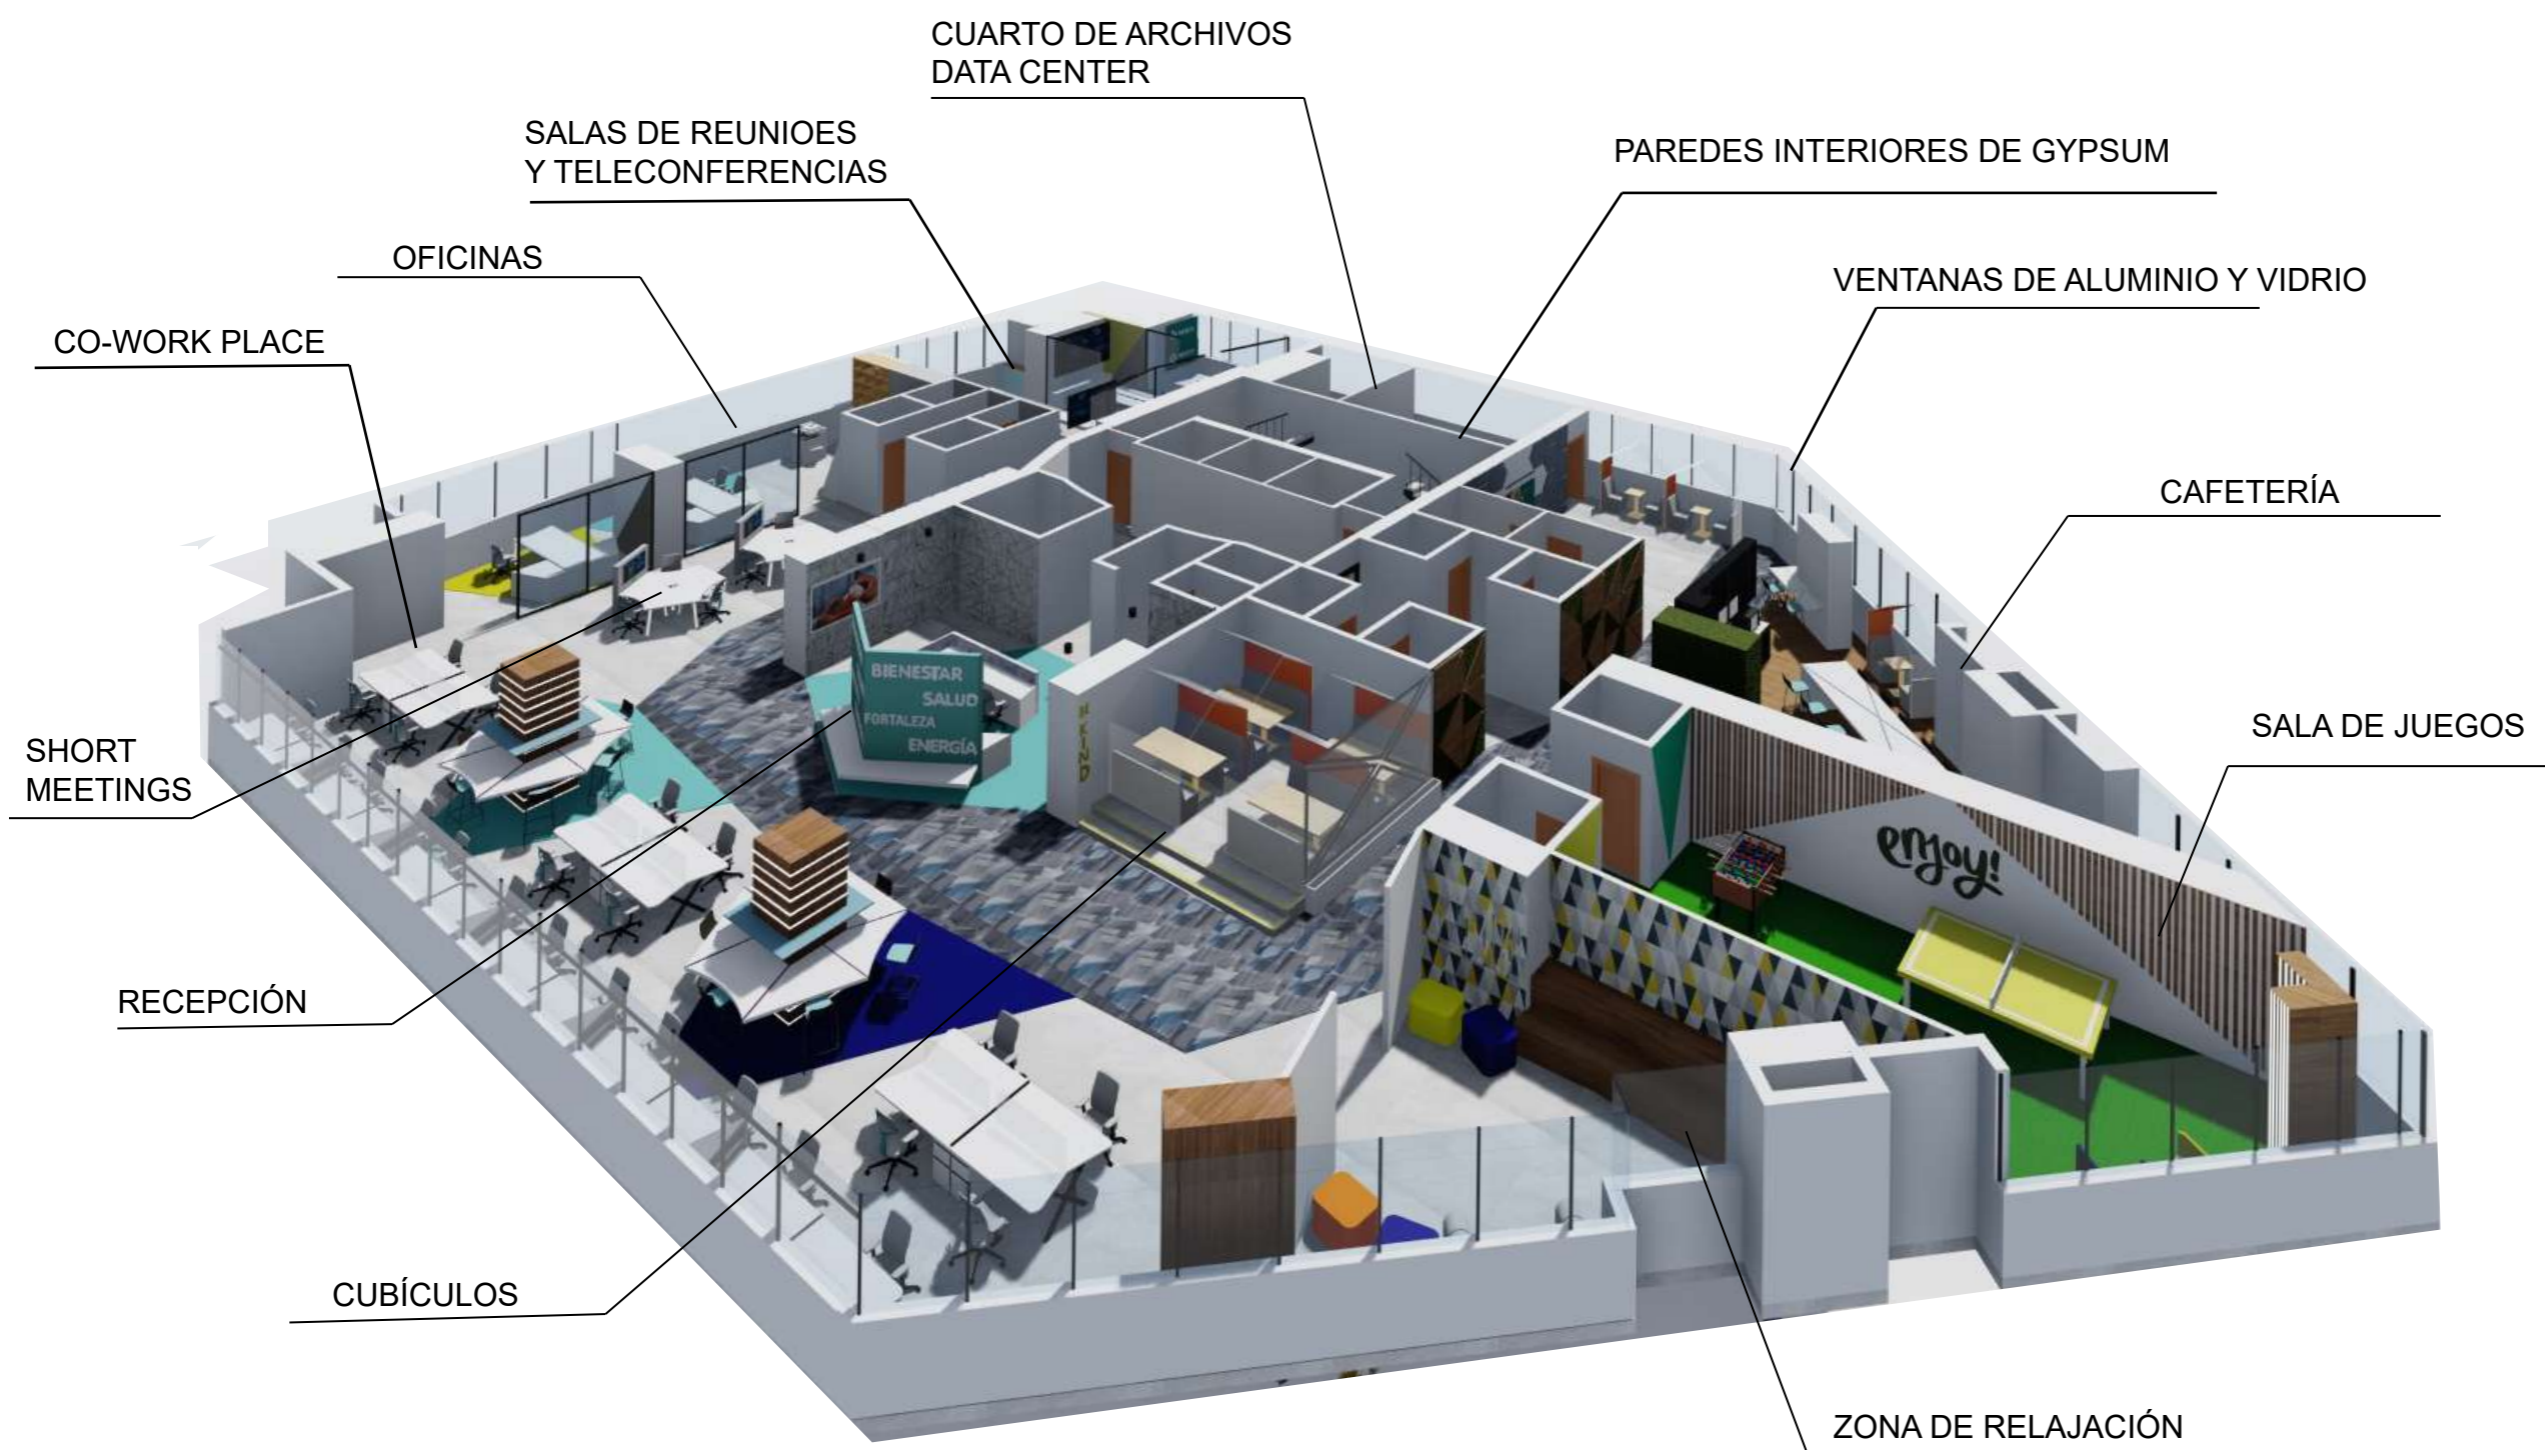 CUARTO DE ARCHIVOS
DATA CENTER
SALAS DE REUNIOES
Y TELECONFERENCIAS
PAREDES INTERIORES DE GYPSUM
OFICINAS
VENTANAS DE ALUMINIO Y VIDRIO
CO-WORK PLACE
CAFETERÍA
SALA DE JUEGOS
BIENESTAR
SALUD
FORTALEZA
ENERGÍA
SHORT
MEETINGS
enjoy!
RECEPCIÓN
CUBÍCULOS
ZONA DE RELAJACIÓN